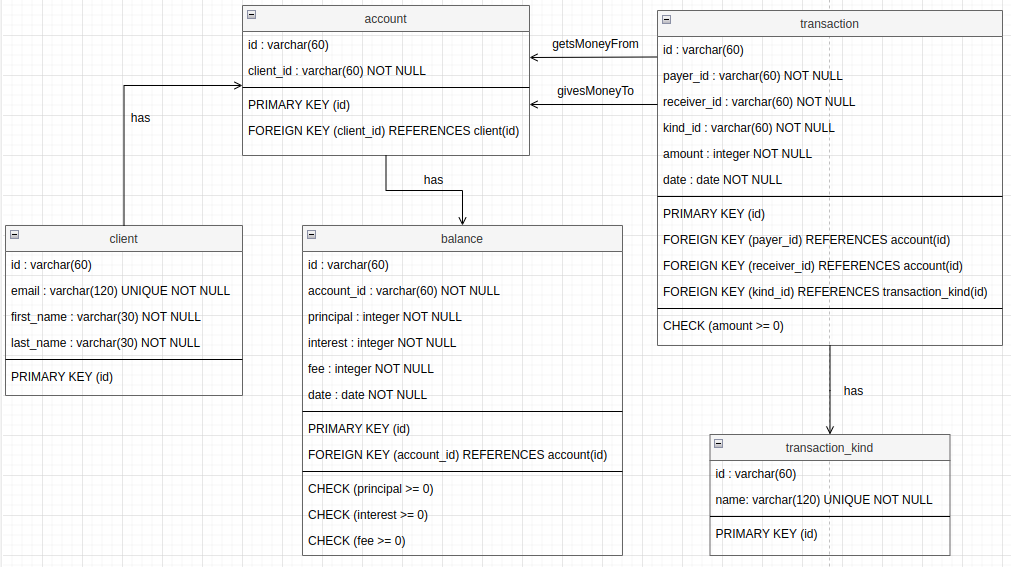 account
id : varchar(60)
client_id : varchar(60) NOT NULL
PRIMARY KEY (id)
FOREIGN KEY (client_id) REFERENCES client(id)
getsMoneyFrom
givesMoneyTo
transaction
id : varchar(60)
payer_id : varchar(60) NOT NULL
receiver_id : varchar(60) NOT NULL
kind_id : varchar(60) NOT NULL
amount : integer NOT NULL
date : date NOT NULL
PRIMARY KEY (id)
FOREIGN KEY (payer_id) REFERENCES account(id)
FOREIGN KEY (receiver_id) REFERENCES account(id)
FOREIGN KEY (kind_id) REFERENCES transaction_kind(id)
CHECK (amount >= 0)
has
has
client
id : varchar(60)
email : varchar(120) UNIQUE NOT NULL
first_name : varchar(30) NOT NULL
last_name : varchar(30) NOT NULL
PRIMARY KEY (id)
balance
id : varchar(60)
account_id : varchar(60) NOT NULL
principal : integer NOT NULL
interest : integer NOT NULL
fee : integer NOT NULL
date : date NOT NULL
PRIMARY KEY (id)
FOREIGN KEY (account_id) REFERENCES account(id)
CHECK (principal >= 0)
CHECK (interest >= 0)
CHECK (fee >= 0)
has
transaction_kind
id : varchar(60)
name: varchar(120) UNIQUE NOT NULL
PRIMARY KEY (id)